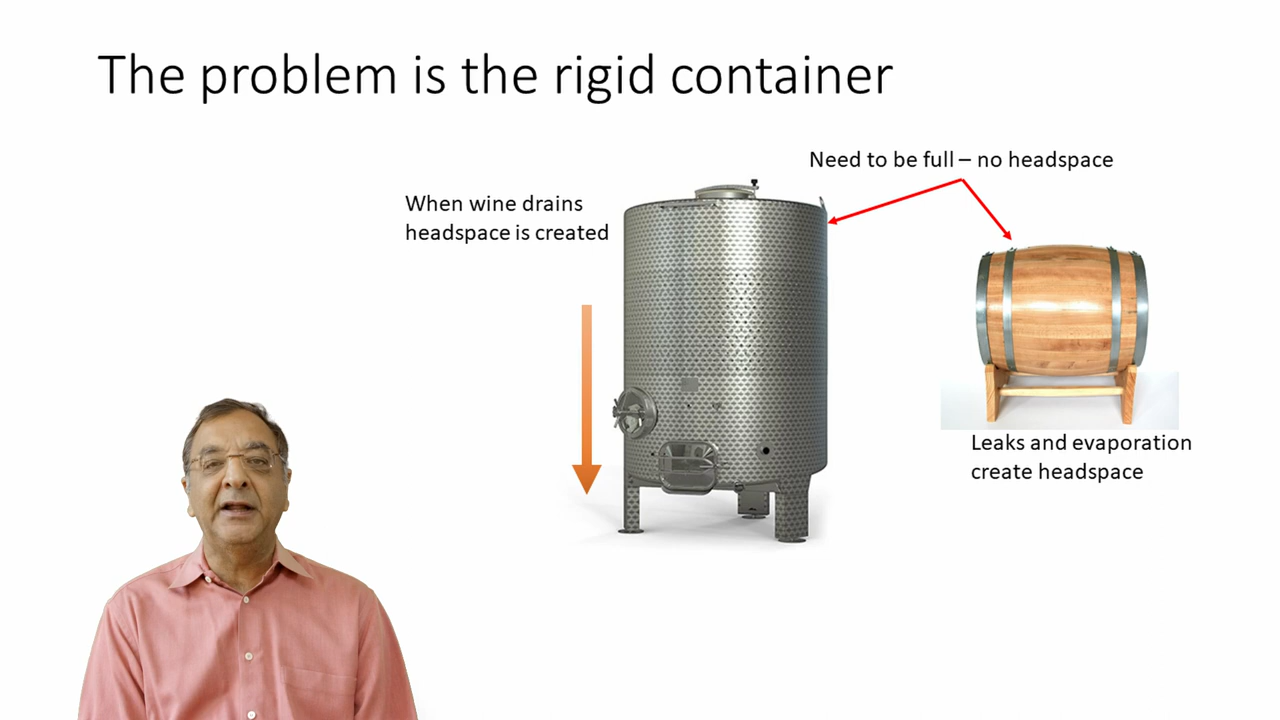 The problem is the rigid container
Need to be full – no headspace
When wine drains
headspace is created
Leaks and evaporation
create headspace